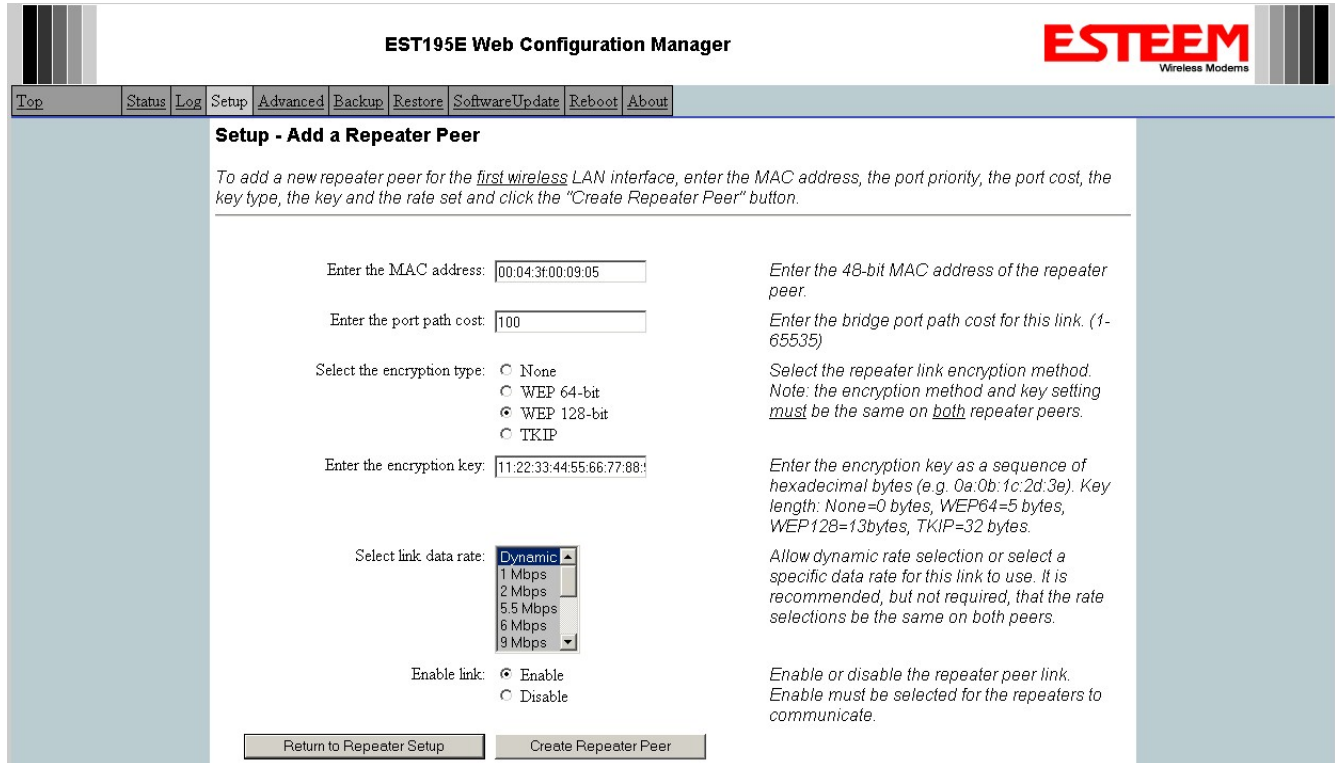 EST195E Web Configuration Manager
ESTEEM
Wireless Modems
Top Status Log Setup Advanced Backup Restore SoftwareUpdate Reboot About
Setup - Add a Repeater Peer
To add a new repeater peer for the first wireless LAN interface, enter the MAC address, the port priority, the port cost, the
key type, the key and the rate set and click the "Create Repeater Peer" button.
Enter the MAC address: 00:04:3f:00:09:05
Enter the 48-bit MAC address of the repeater
peer.
Enter the port path cost: 100
Enter the bridge port path cost for this link. (1-
65535)
Select the encryption type:
None
WEP 64-bit
WEP 128-bit
TKIP
Select the repeater link encryption method.
Note: the encryption method and key setting
must be the same on both repeater peers.
Enter the encryption key: 11:22:33:44:55:66:77:88:
Enter the encryption key as a sequence of
hexadecimal bytes (e.g. 0a:0b:1c:2d:3e). Key
length: None=0 bytes, WEP64=5 bytes,
WEP128=13bytes, TKIP=32 bytes.
Select link data rate:
Dynamic
1 Mbps
2 Mbps
5.5 Mbps
6 Mbps
9 Mbps
Allow dynamic rate selection or select a
specific data rate for this link to use. It is
recommended, but not required, that the rate
selections be the same on both peers.
Enable link:
Enable
Disable
Enable or disable the repeater peer link.
Enable must be selected for the repeaters to
communicate.
Return to Repeater Setup Create Repeater Peer